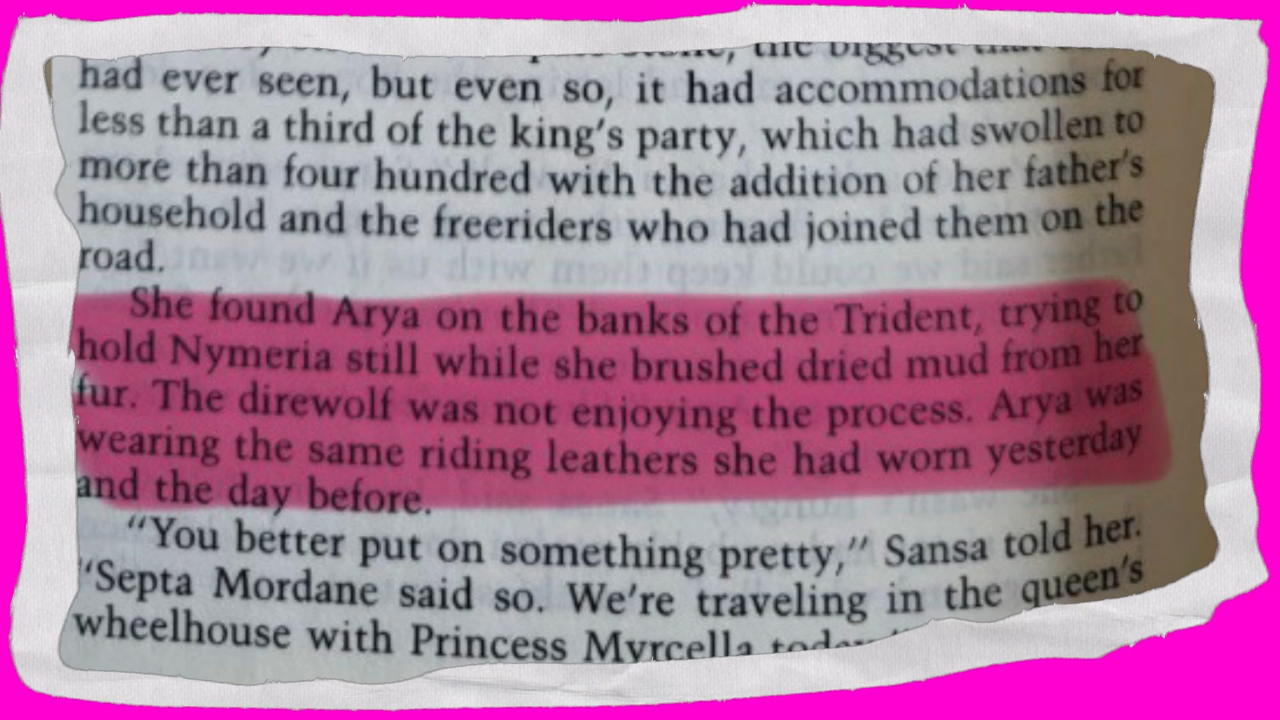 the biggest
had ever seen, but even so, it had accommodations for
less than a third of the king's party, which had swollen to
more than four hundred with the addition of her father's
household and the freeriders who had joined them on the
road.
She found Arya on the banks of the Trident, trying to
hold Nymeria still while she brushed dried mud from her
fur. The direwolf was not enjoying the process. Arya was
wearing the same riding leathers she had worn yesterday
and the day before.
"You better put on something pretty," Sansa told her.
"Septa Mordane said so. We're traveling in the queen's
wheelhouse with Princess Myrcella